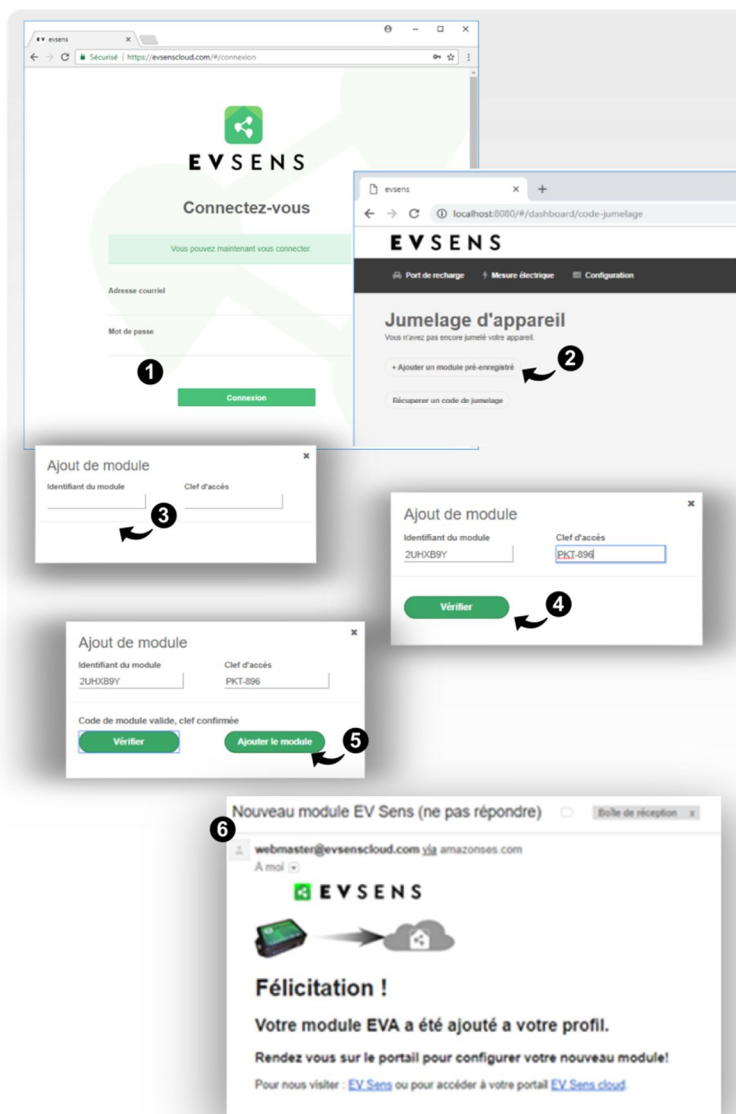 evsens
Sécurisé | https://evsenscloud.com/#/connexion
EVSENS
Connectez-vous
Vous pouvez maintenant vous connecter.
Adresse courriel
Mot de passe
1
Connexion
evsens
localhost:8080/#/dashboard/code-jumelage
EVSENS
Port de recharge Mesure électrique Configuration
Jumelage d'appareil
Vous n'avez pas encore jumelé votre appareil.
+ Ajouter un module pré-enregistré
2
Récuperer un code de jumelage
Ajout de module
Identifiant du module Clef d'accès
3
Ajout de module
Identifiant du module Clef d'accès
2UHXB9Y PKT-896
Vérifier
4
Ajout de module
Identifiant du module Clef d'accès
2UHXB9Y PKT-896
Code de module valide, clef confirmée
Vérifier Ajouter le module
5
Nouveau module EV Sens (ne pas répondre) Boîte de réception x
6
webmaster@evsenscloud.com via amazonses.com
À moi
EVSENS
Félicitation !
Votre module EVA a été ajouté a votre profil.
Rendez vous sur le portail pour configurer votre nouveau module!
Pour nous visiter : EV Sens ou pour accéder à votre portail EV Sens cloud.